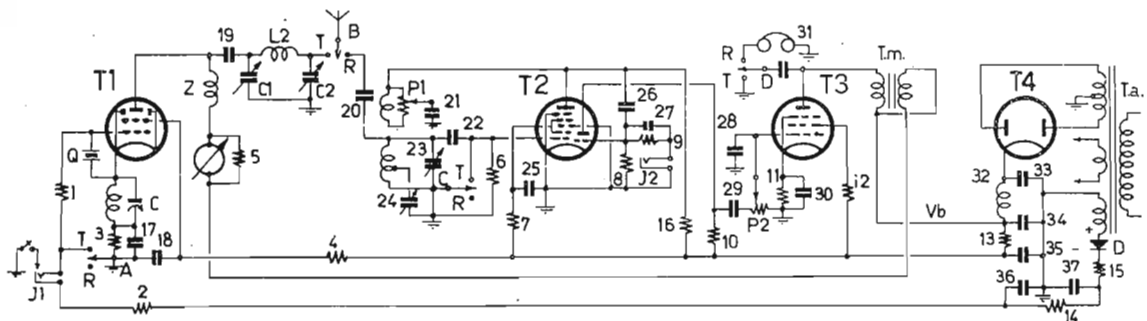 19 L2 T B
C1 C2 R
T1 Z Q 1 5
C 3 17 18
T A R J1
2 4
20 P1 21 22 23 24 C T R 6
T2 25 7 8 26 27 9 J2 16 10
R T D 31 28 29 P2 11 30 T3 i2
T.m. Vb
T4 T.a.
32 33 34 13 35 36 37
+ - D 15 14